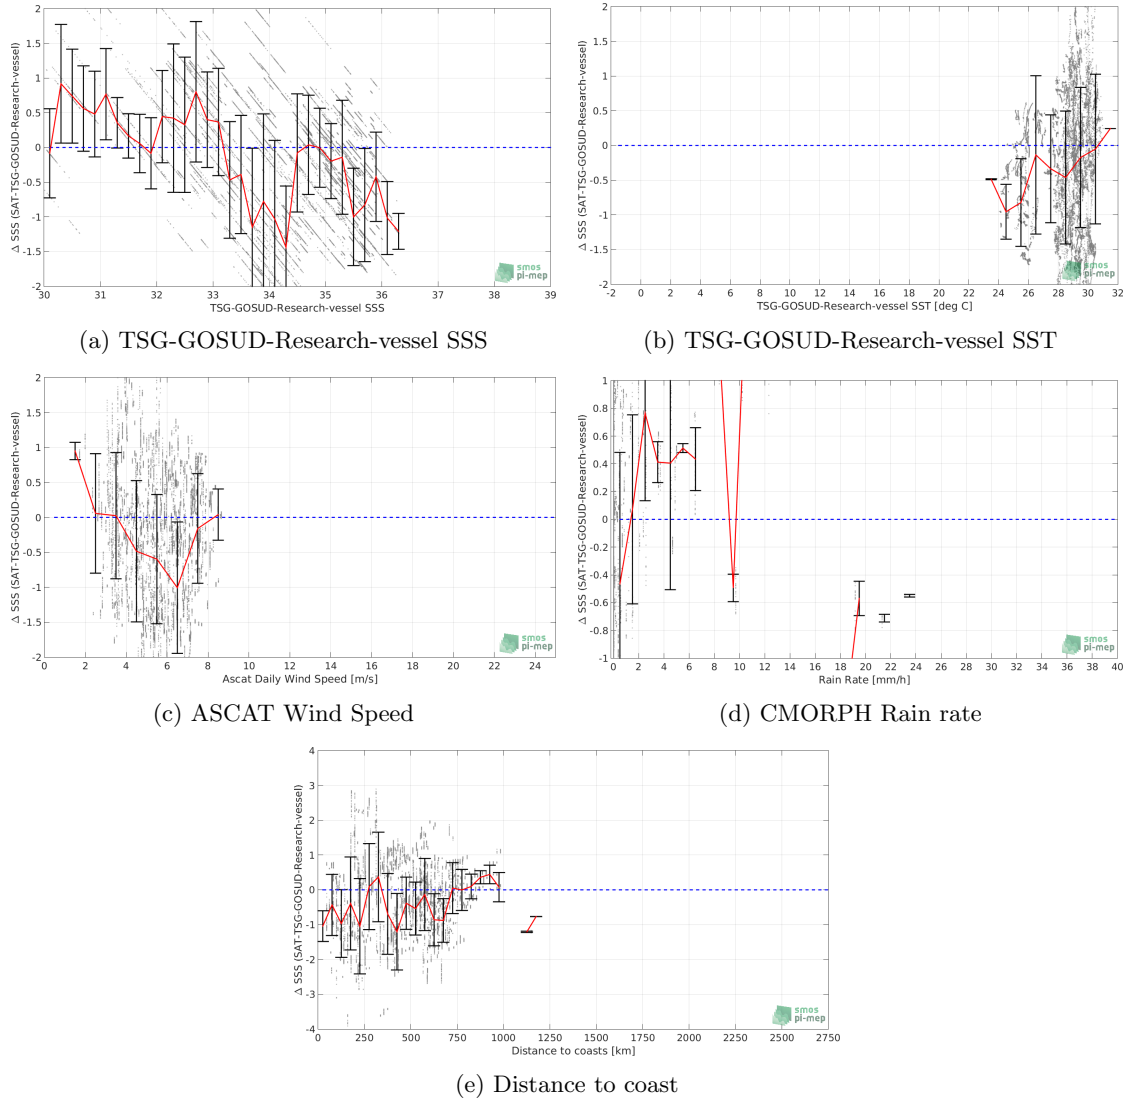 Δ SSS (SAT-TSG-GOSUD-Research-vessel)
2
1.5
1
0.5
0
-0.5
-1
-1.5
-2
30 31 32 33 34 35 36 37 38 39
TSG-GOSUD-Research-vessel SSS
smos
pi-mep
(a) TSG-GOSUD-Research-vessel SSS
Δ SSS (SAT-TSG-GOSUD-Research-vessel)
2
1.5
1
0.5
0
-0.5
-1
-1.5
-2
-2 0 2 4 6 8 10 12 14 16 18 20 22 24 26 28 30 32
TSG-GOSUD-Research-vessel SST [deg C]
smos
pi-mep
(b) TSG-GOSUD-Research-vessel SST
Δ SSS (SAT-TSG-GOSUD-Research-vessel)
2
1.5
1
0.5
0
-0.5
-1
-1.5
-2
0 2 4 6 8 10 12 14 16 18 20 22 24
Ascat Daily Wind Speed [m/s]
smos
pi-mep
(c) ASCAT Wind Speed
Δ SSS (SAT-TSG-GOSUD-Research-vessel)
1
0.8
0.6
0.4
0.2
0
-0.2
-0.4
-0.6
-0.8
-1
0 2 4 6 8 10 12 14 16 18 20 22 24 26 28 30 32 34 36 38 40
Rain Rate [mm/h]
smos
pi-mep
(d) CMORPH Rain rate
Δ SSS (SAT-TSG-GOSUD-Research-vessel)
4
3
2
1
0
-1
-2
-3
-4
0 250 500 750 1000 1250 1500 1750 2000 2250 2500 2750
Distance to coasts [km]
smos
pi-mep
(e) Distance to coast